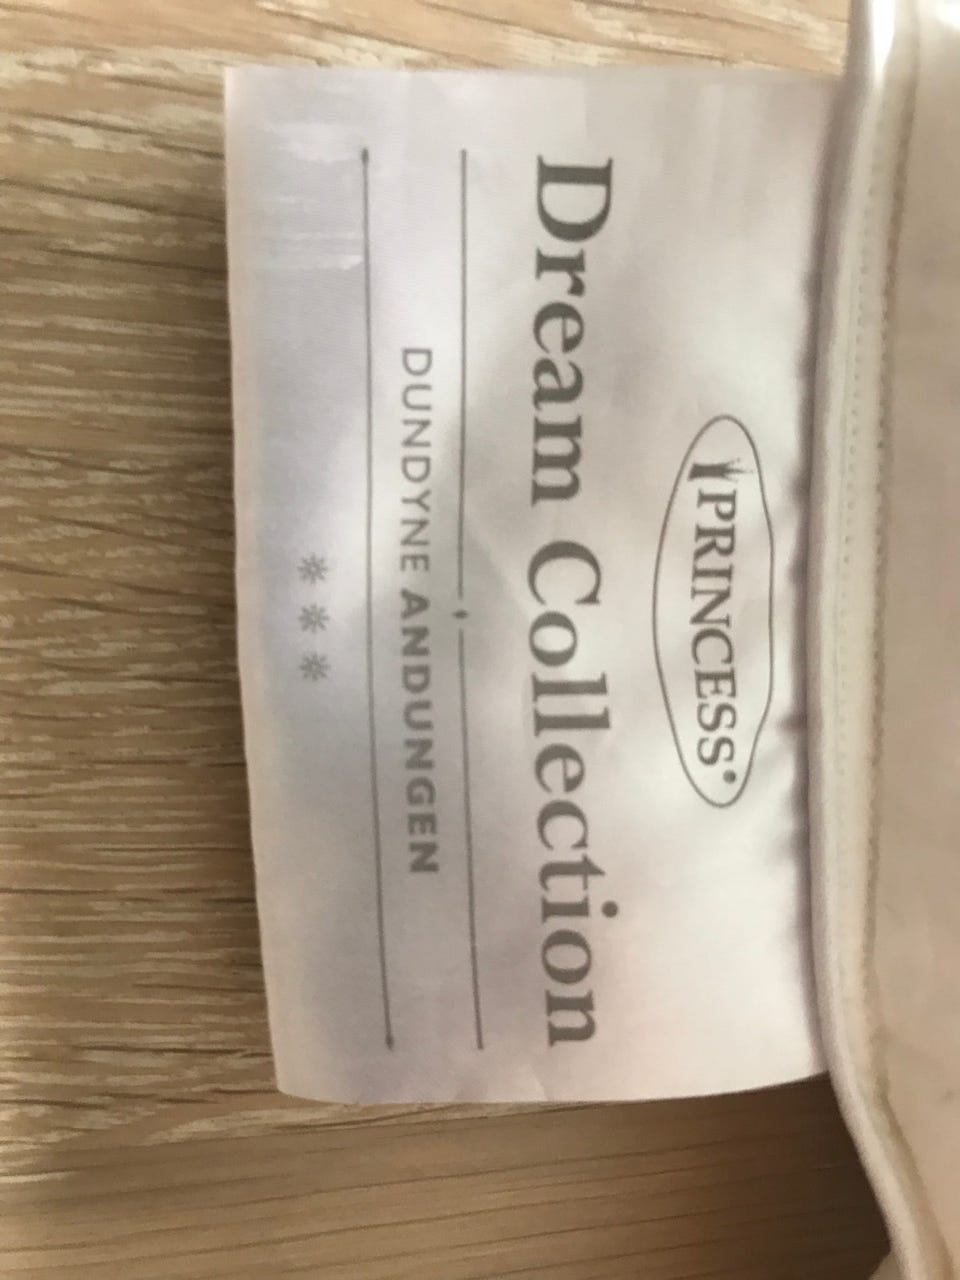 PRINCESS®
Dream Collection
DUNDYNE ANDUNGEN
***